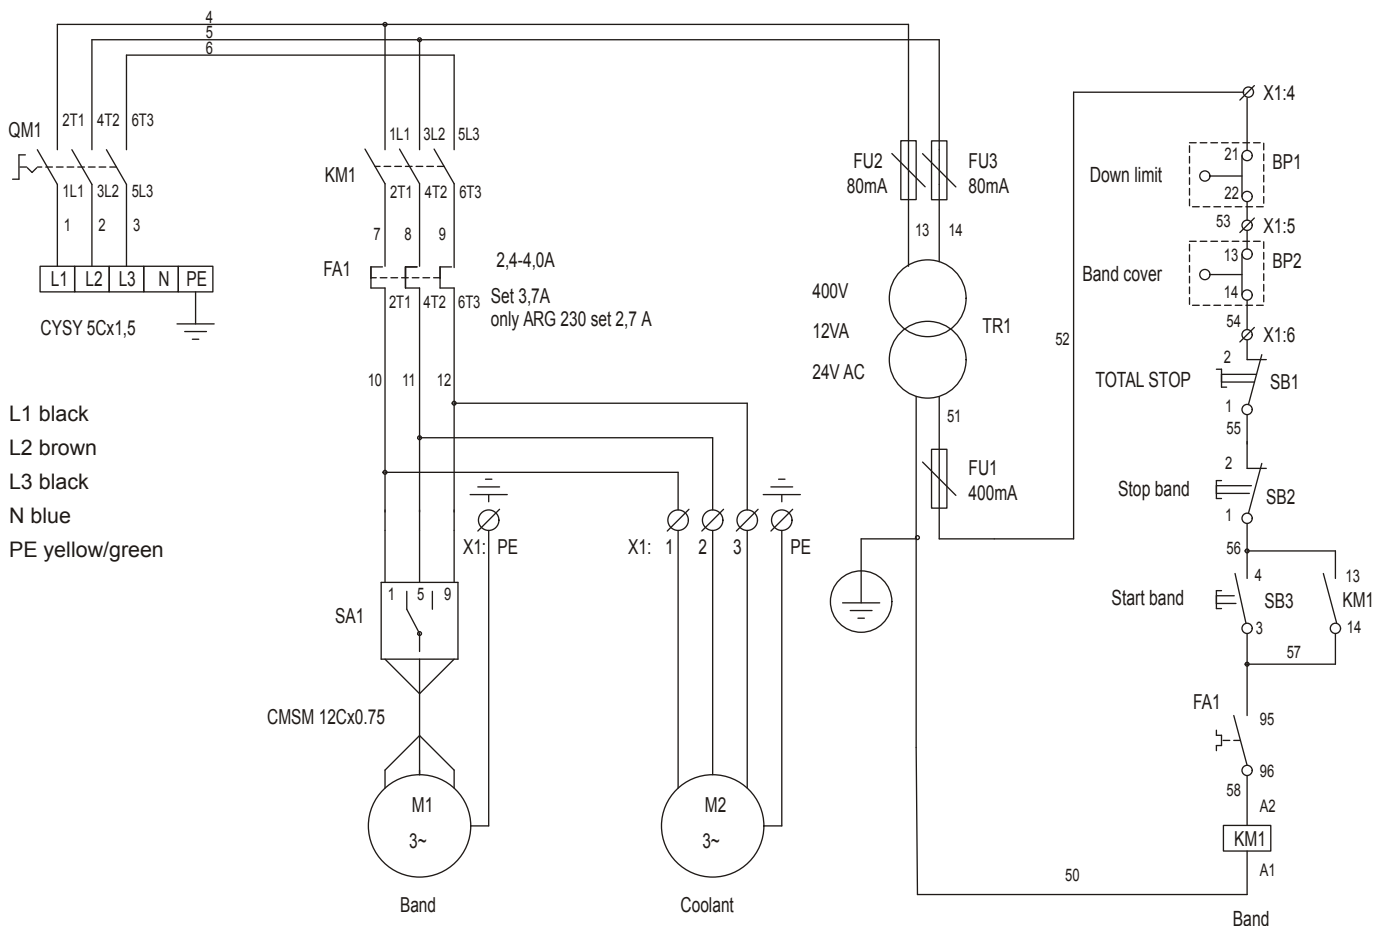 4
5
6
QM1
2T1 4T2 6T3
1L1 3L2 5L3
1 2 3
L1 L2 L3 N PE
CYSY 5Cx1,5
L1 black
L2 brown
L3 black
N blue
PE yellow/green
1L1 3L2 5L3
KM1
2T1 4T2 6T3
7 8 9
FA1
2,4-4,0A
2T1 4T2 6T3
Set 3,7A
only ARG 230 set 2,7 A
10 11 12
X1: PE
X1: 1 2 3 PE
SA1
1 5 9
CMSM 12Cx0.75
M1
3~
Band
M2
3~
Coolant
FU2
80mA
FU3
80mA
13 14
400V
12VA
24V AC
TR1
51
FU1
400mA
52
50
X1:4
Down limit
21
22
BP1
53
X1:5
Band cover
13
14
BP2
54
X1:6
TOTAL STOP
2
1
SB1
55
Stop band
2
1
SB2
56
Start band
4
3
SB3
13
KM1
14
57
FA1
95
96
58
A2
KM1
A1
Band